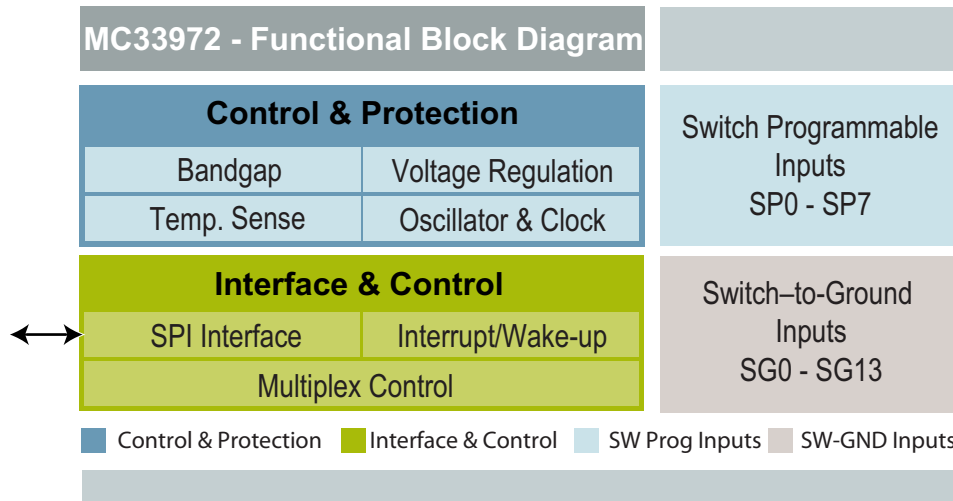 MC33972 - Functional Block Diagram
Control & Protection
Bandgap
Voltage Regulation
Temp. Sense
Oscillator & Clock
Switch Programmable
Inputs
SP0 - SP7
Interface & Control
SPI Interface
Interrupt/Wake-up
Multiplex Control
Switch–to-Ground
Inputs
SG0 - SG13
Control & Protection
Interface & Control
SW Prog Inputs
SW-GND Inputs